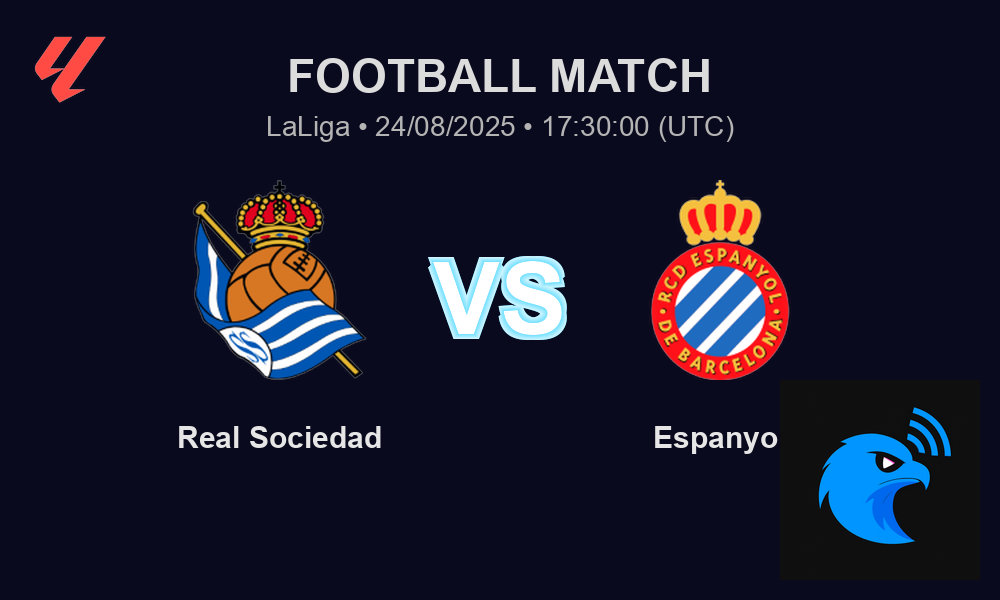 FOOTBALL MATCH
LaLiga • 24/08/2025 • 17:30:00 (UTC)
VS
RCD ESPANYOL
DE BARCELONA
Real Sociedad
Espanyo